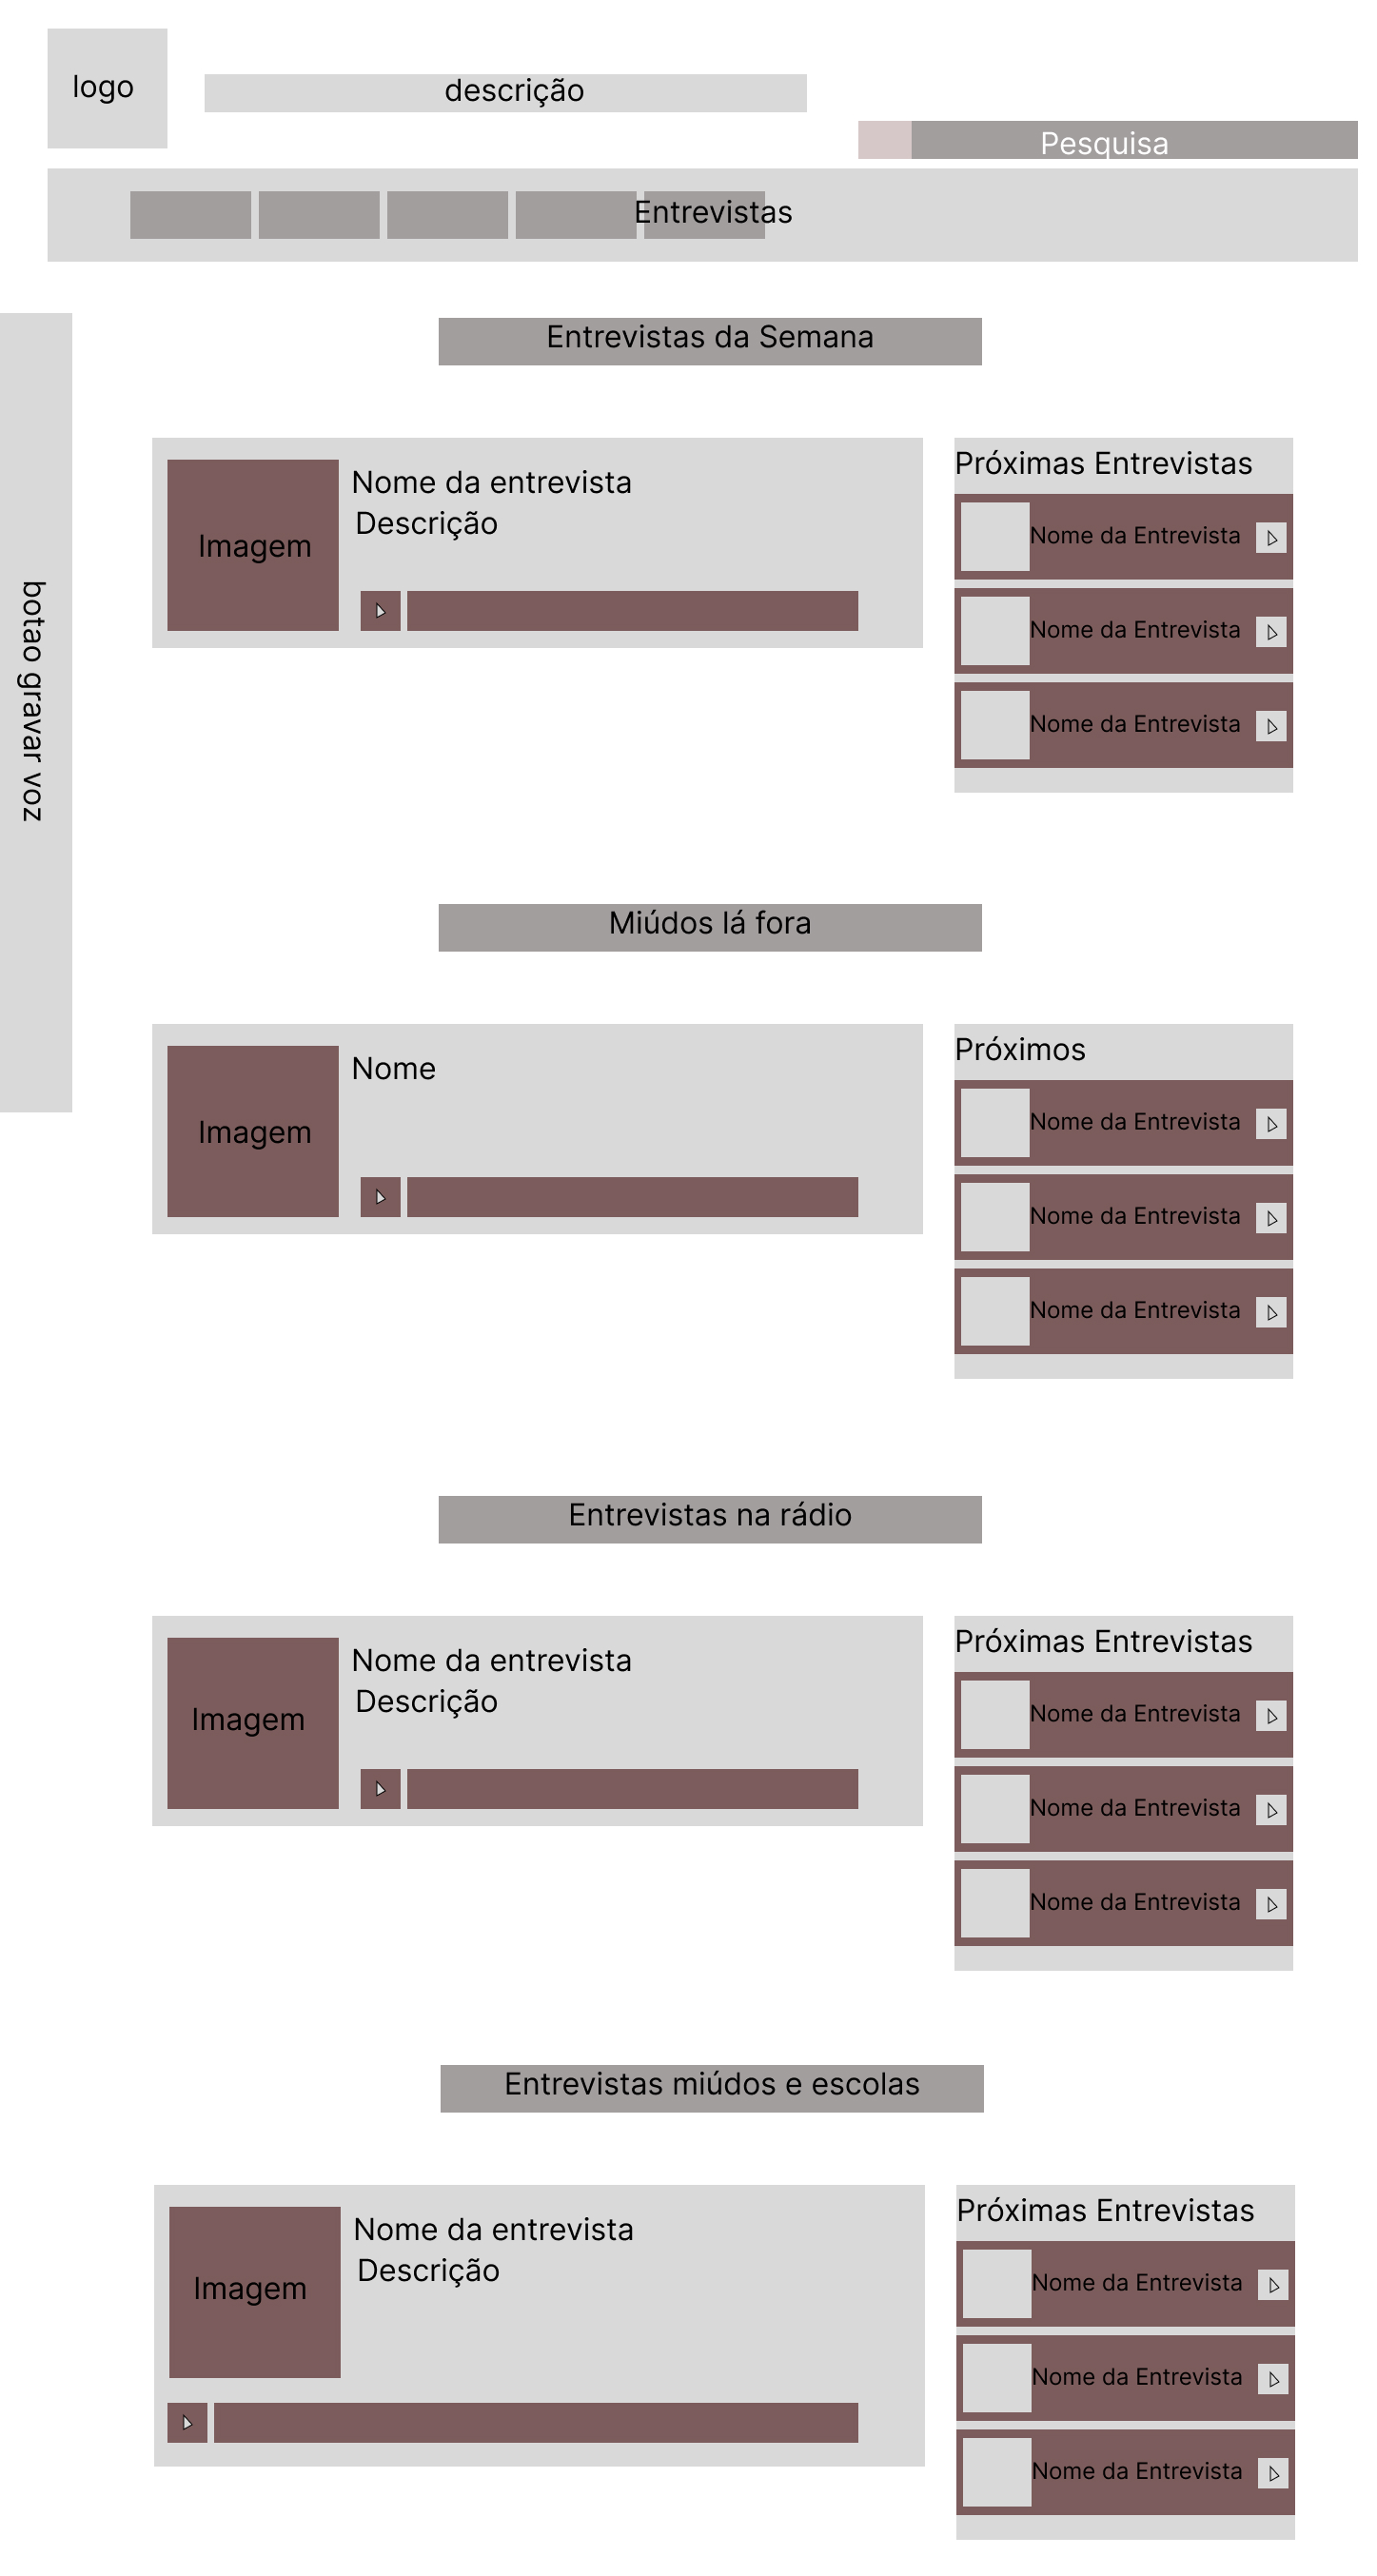 logo
descrição
Pesquisa
Entrevistas
botao gravar voz
Entrevistas da Semana
Imagem
Nome da entrevista
Descrição
Próximas Entrevistas
Nome da Entrevista
Nome da Entrevista
Nome da Entrevista
Miúdos lá fora
Imagem
Nome
Próximos
Nome da Entrevista
Nome da Entrevista
Nome da Entrevista
Entrevistas na rádio
Imagem
Nome da entrevista
Descrição
Próximas Entrevistas
Nome da Entrevista
Nome da Entrevista
Nome da Entrevista
Entrevistas miúdos e escolas
Imagem
Nome da entrevista
Descrição
Próximas Entrevistas
Nome da Entrevista
Nome da Entrevista
Nome da Entrevista